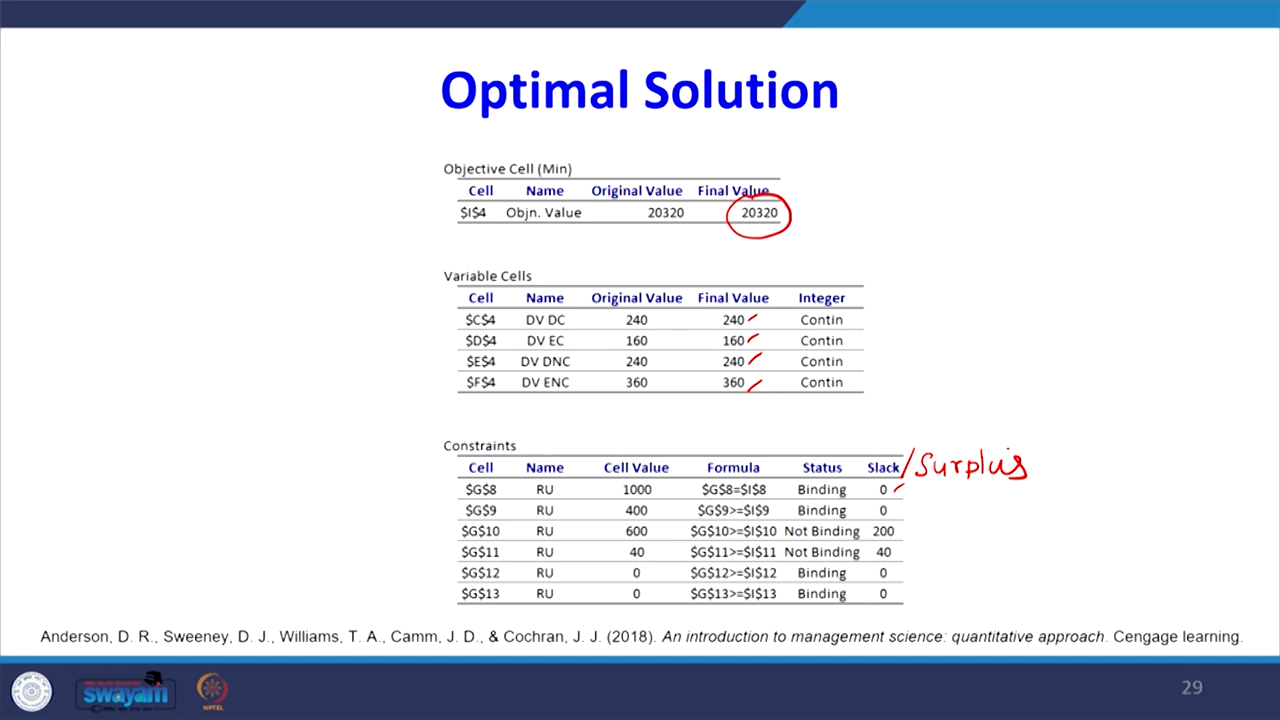 Optimal Solution
Objective Cell (Min)
Cell Name Original Value Final Value
$I$4 Objn. Value 20320 20320
Variable Cells
Cell Name Original Value Final Value Integer
$C$4 DV DC 240 240 Contin
$D$4 DV EC 160 160 Contin
$E$4 DV DNC 240 240 Contin
$F$4 DV ENC 360 360 Contin
Constraints
Cell Name Cell Value Formula Status Slack /Surplus
$G$8 RU 1000 $G$8=$I$8 Binding 0
$G$9 RU 400 $G$9>=$I$9 Binding 0
$G$10 RU 600 $G$10>=$I$10 Not Binding 200
$G$11 RU 40 $G$11>=$I$11 Not Binding 40
$G$12 RU 0 $G$12>=$I$12 Binding 0
$G$13 RU 0 $G$13>=$I$13 Binding 0
Anderson, D. R., Sweeney, D. J., Williams, T. A., Camm, J. D., & Cochran, J. J. (2018). An introduction to management science: quantitative approach. Cengage learning.
swayam
NPTEL
29